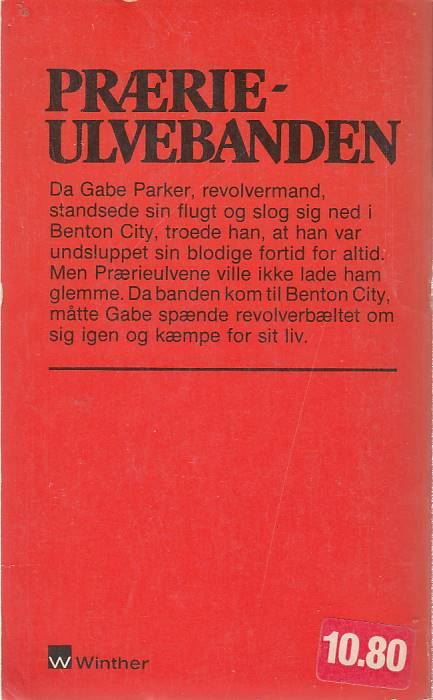 PRÆRIE-
ULVEBANDEN
Da Gabe Parker, revolvermand,
standsede sin flugt og slog sig ned i
Benton City, troede han, at han var
undsluppet sin blodige fortid for altid.
Men Prærieulvene ville ikke lade ham
glemme. Da banden kom til Benton City,
måtte Gabe spænde revolverbæltet om
sig igen og kæmpe for sit liv.
W Winther
10.80